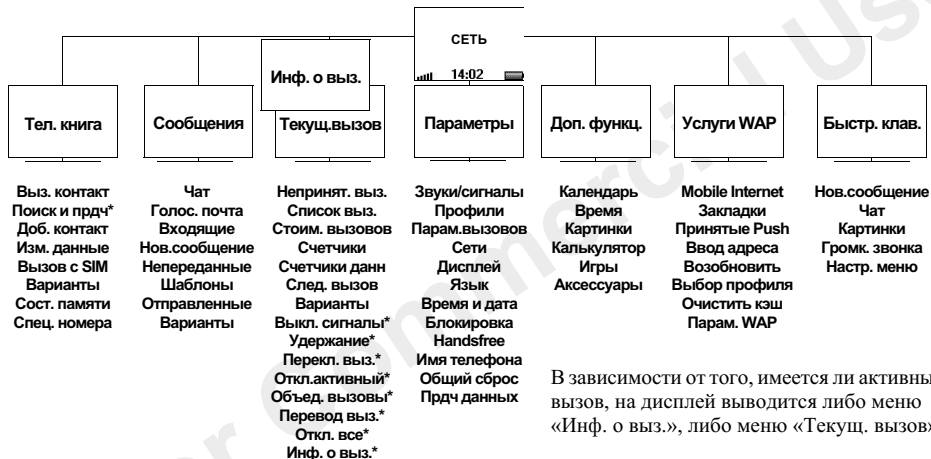 СЕТЬ
14:02
Инф. о выз.
Тел. книга
Сообщения
Текущ.вызов
Параметры
Доп. функц.
Услуги WAP
Быстр. клав.
Выз. контакт
Поиск и прдч*
Доб. контакт
Изм. данные
Вызов с SIM
Варианты
Сост. памяти
Спец. номера
Чат
Голос. почта
Входящие
Нов.сообщение
Непереданные
Шаблоны
Отправленные
Варианты
Непринят. выз.
Список выз.
Стоим. вызовов
Счетчики
Счетчики данн
След. вызов
Варианты
Выкл. сигналы*
Удержание*
Перекл. выз.*
Откл.активный*
Объед. вызовы*
Перевод выз.*
Откл. все*
Инф. о выз.*
Звуки/сигналы
Профили
Парам.вызовов
Сети
Дисплей
Язык
Время и дата
Блокировка
Handsfree
Имя телефона
Общий сброс
Прдч данных
Календарь
Время
Картинки
Калькулятор
Игры
Аксессуары
Mobile Internet
Закладки
Принятые Push
Ввод адреса
Возобновить
Выбор профиля
Очистить кэш
Парам. WAP
Нов.сообщение
Чат
Картинки
Громк. звонка
Настр. меню
В зависимости от того, имеется ли активны
вызов, на дисплей выводится либо меню
«Инф. о выз.», либо меню «Текущ. вызов»
r Commercial Us